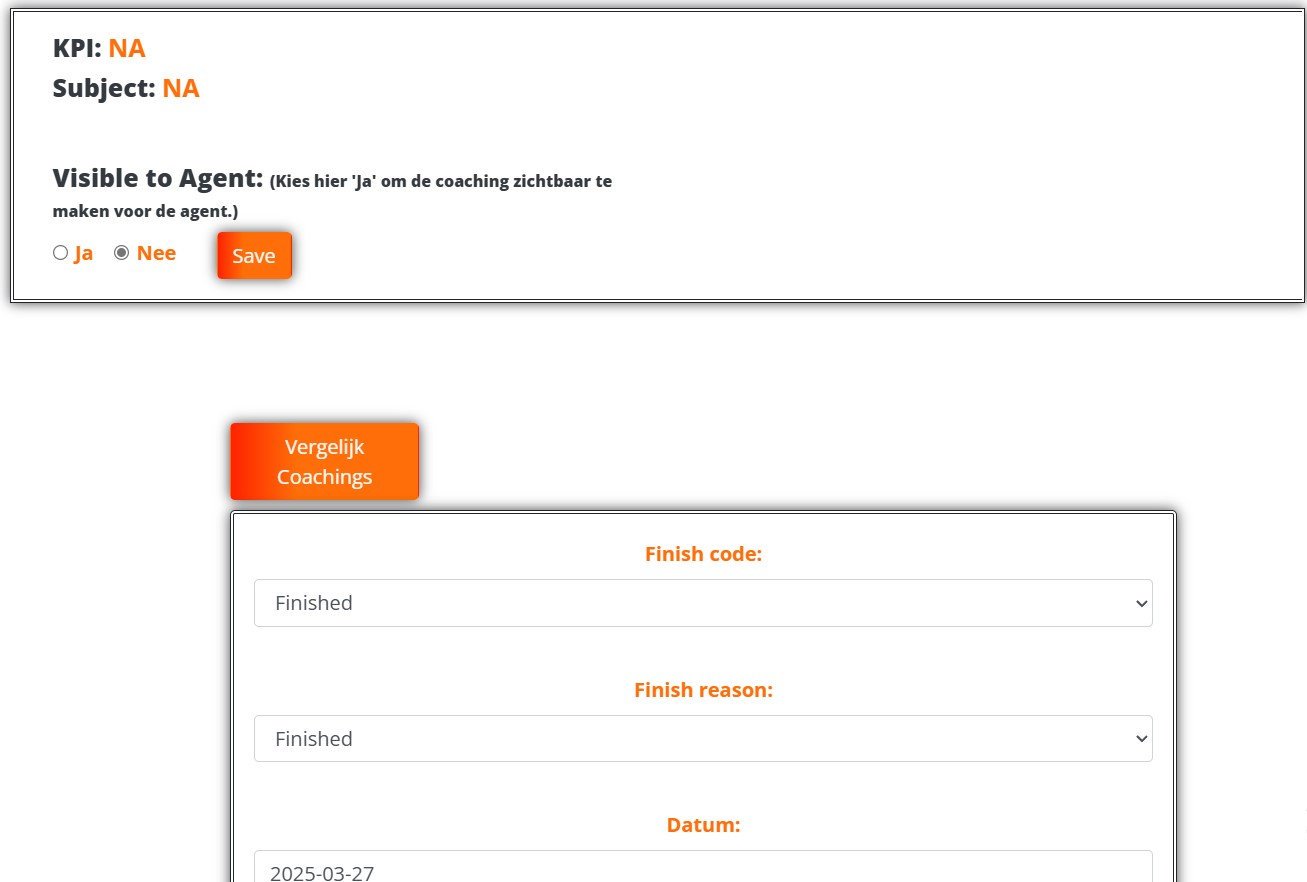 KPI: NA
Subject: NA
Visible to Agent: (Kies hier 'Ja' om de coaching zichtbaar te
maken voor de agent.)
Ja Nee Save
Vergelijk
Coachings
Finish code:
Finished
Finish reason:
Finished
Datum:
2025-03-27